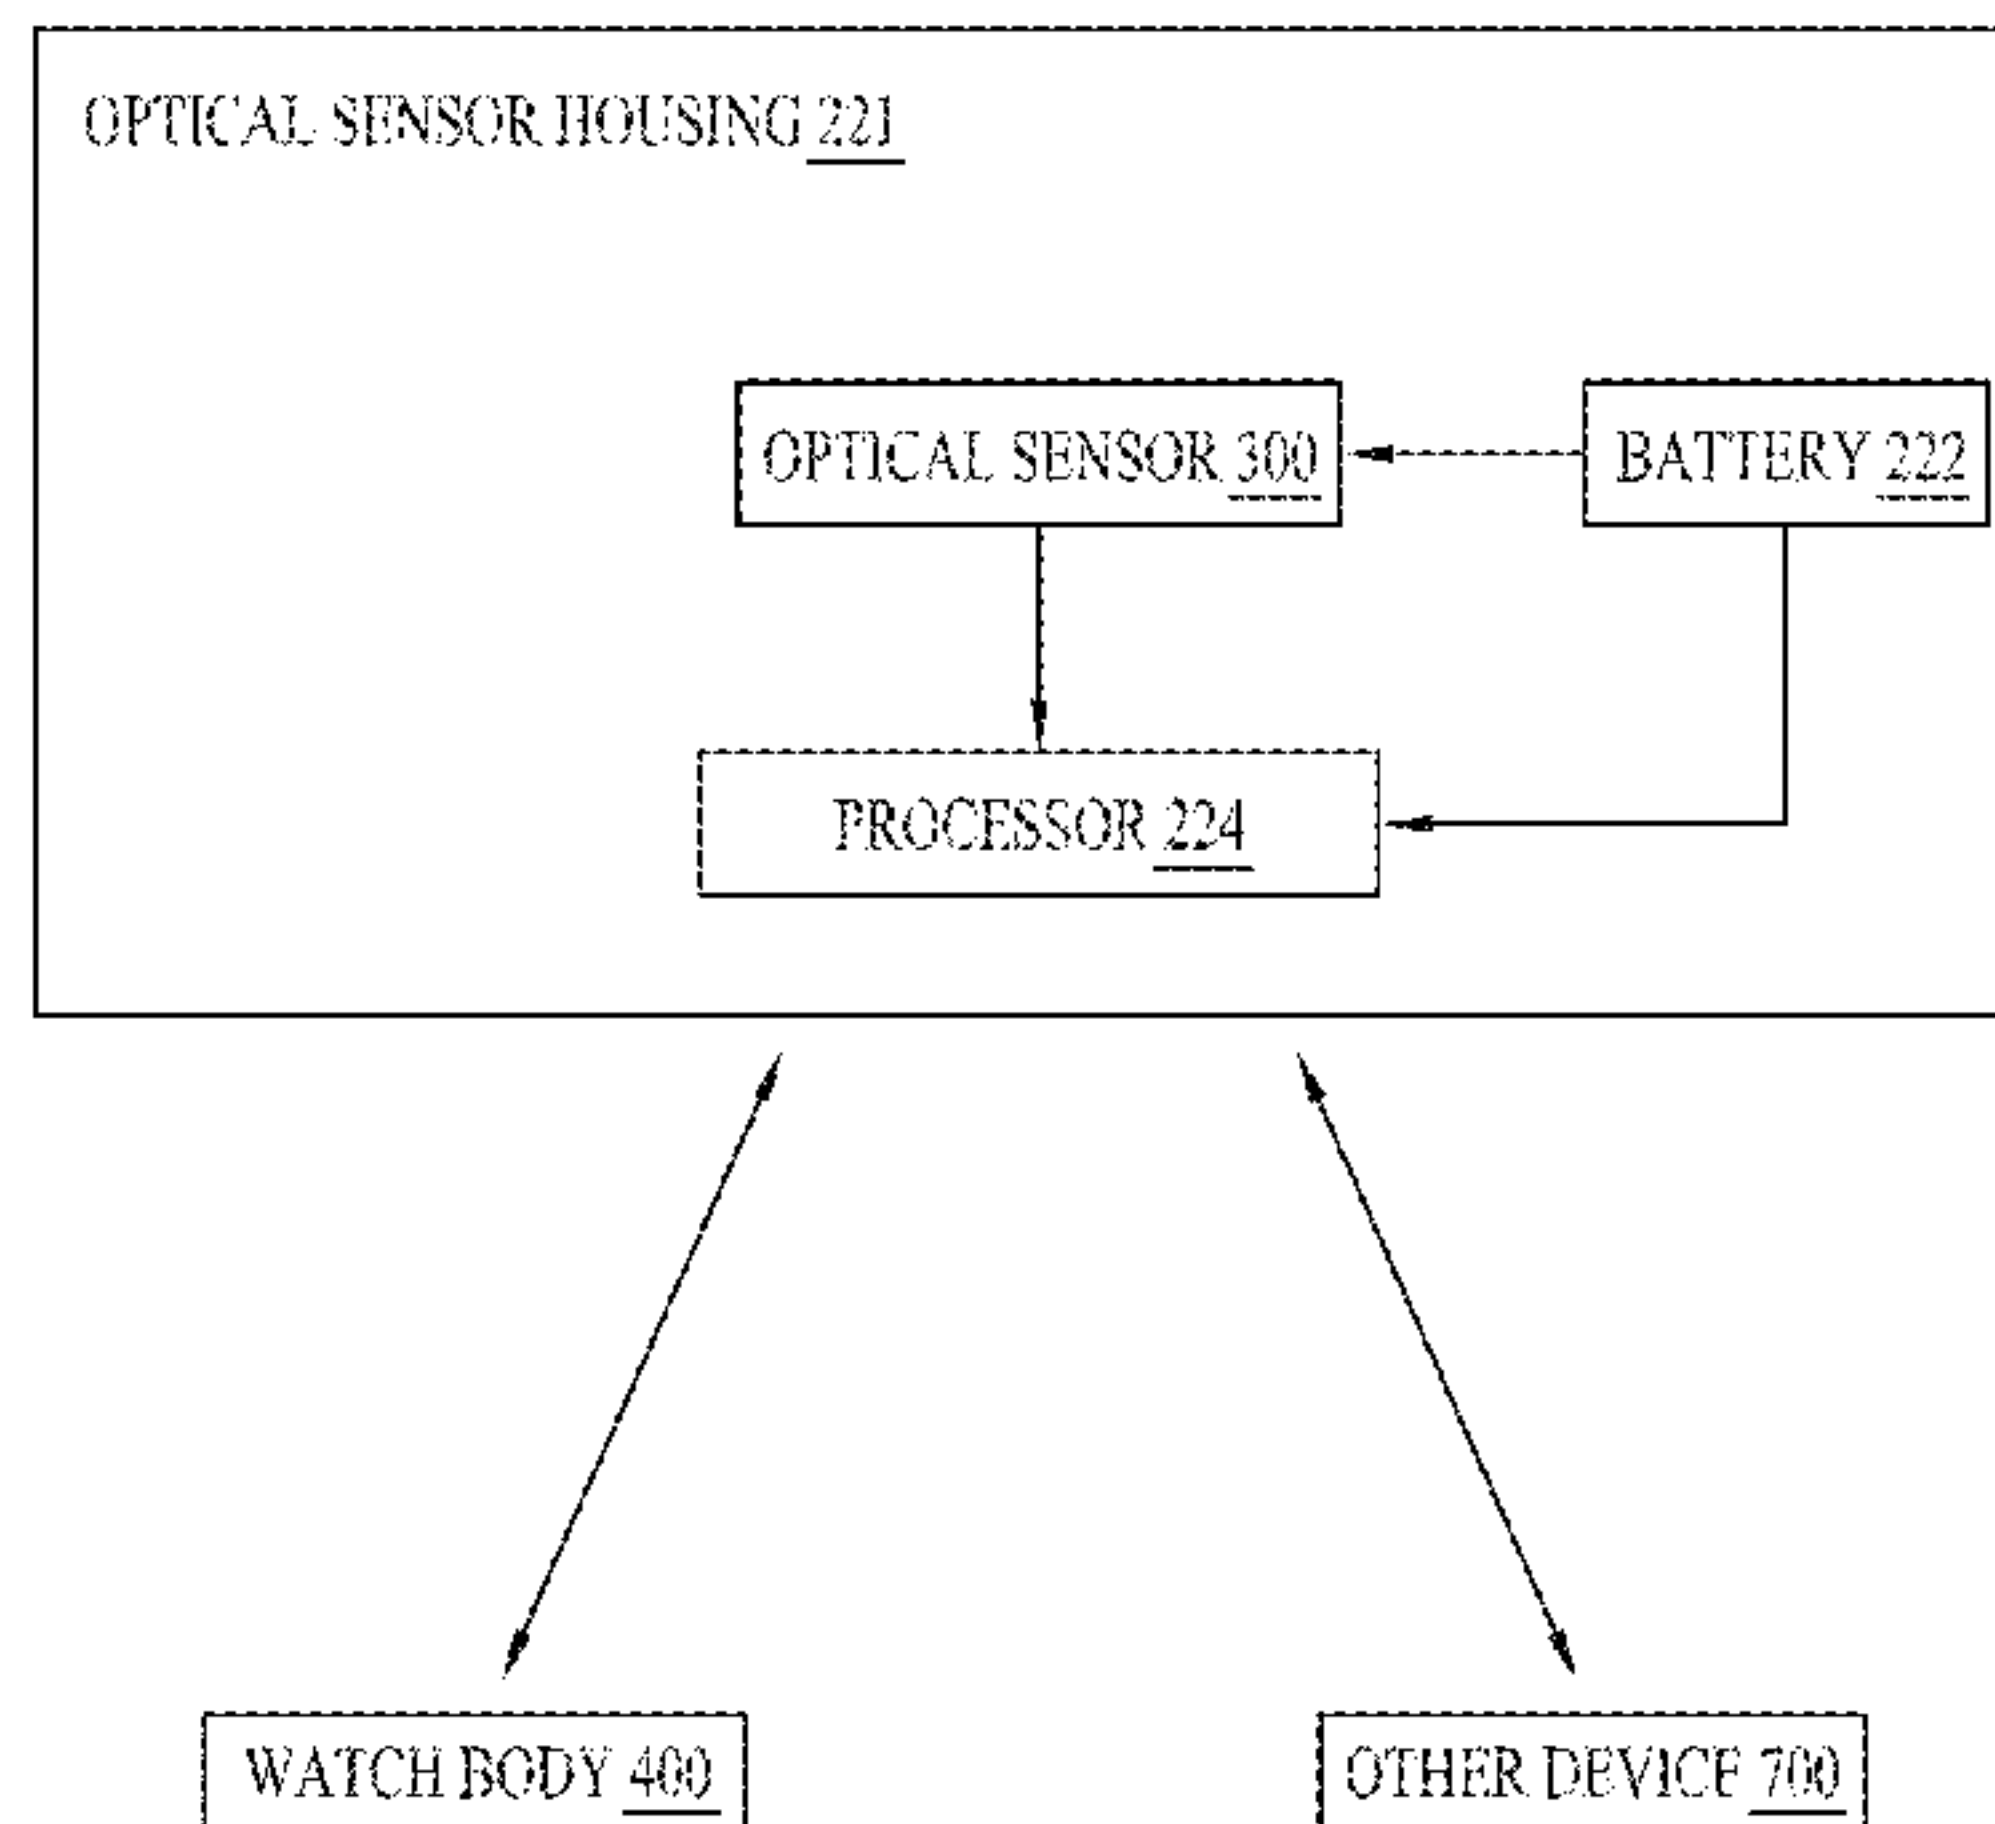 OPTICAL SENSOR HOUSING 221
OPTICAL SENSOR 300
BATTERY 222
PROCESSOR 224
WATCH BODY 400
OTHER DEVICE 700